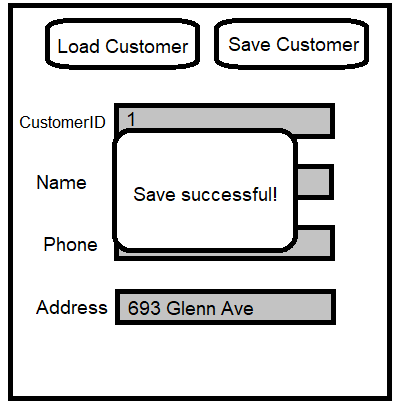 Load Customer
Save Customer
CustomerID
1
Save successful!
Name
Phone
Address
693 Glenn Ave